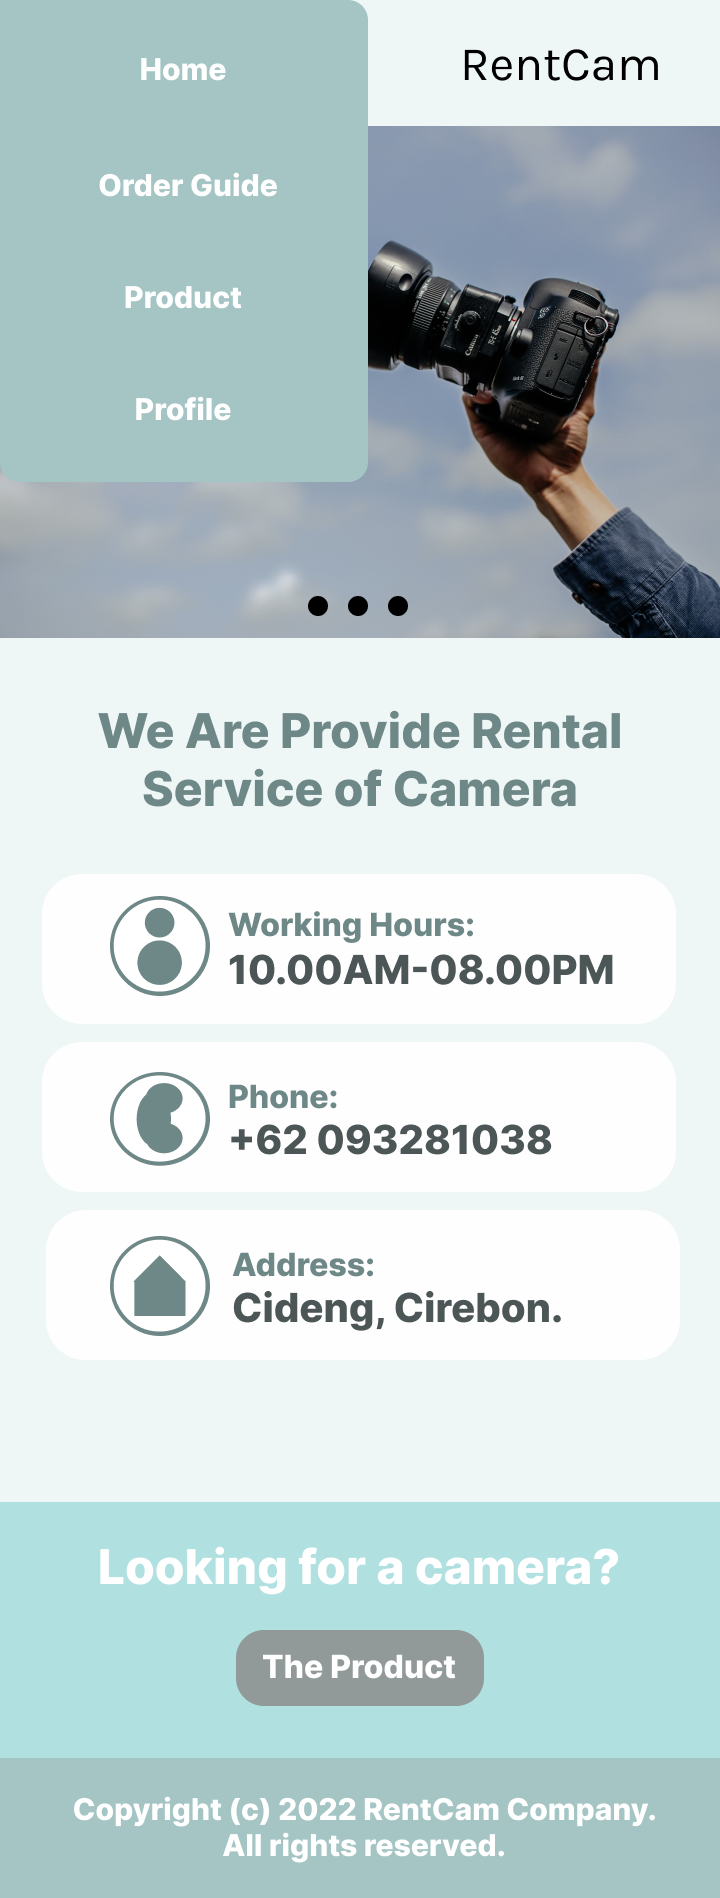 Home
RentCam
Order Guide
Product
Profile
Canon
We Are Provide Rental
Service of Camera
Working Hours:
10.00AM-08.00PM
Phone:
+62 093281038
Address:
Cideng, Cirebon.
Looking for a camera?
The Product
Copyright (c) 2022 RentCam Company.
All rights reserved.